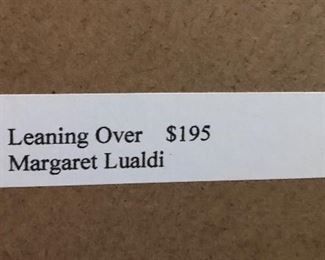 Leaning Over $195
Margaret Lualdi